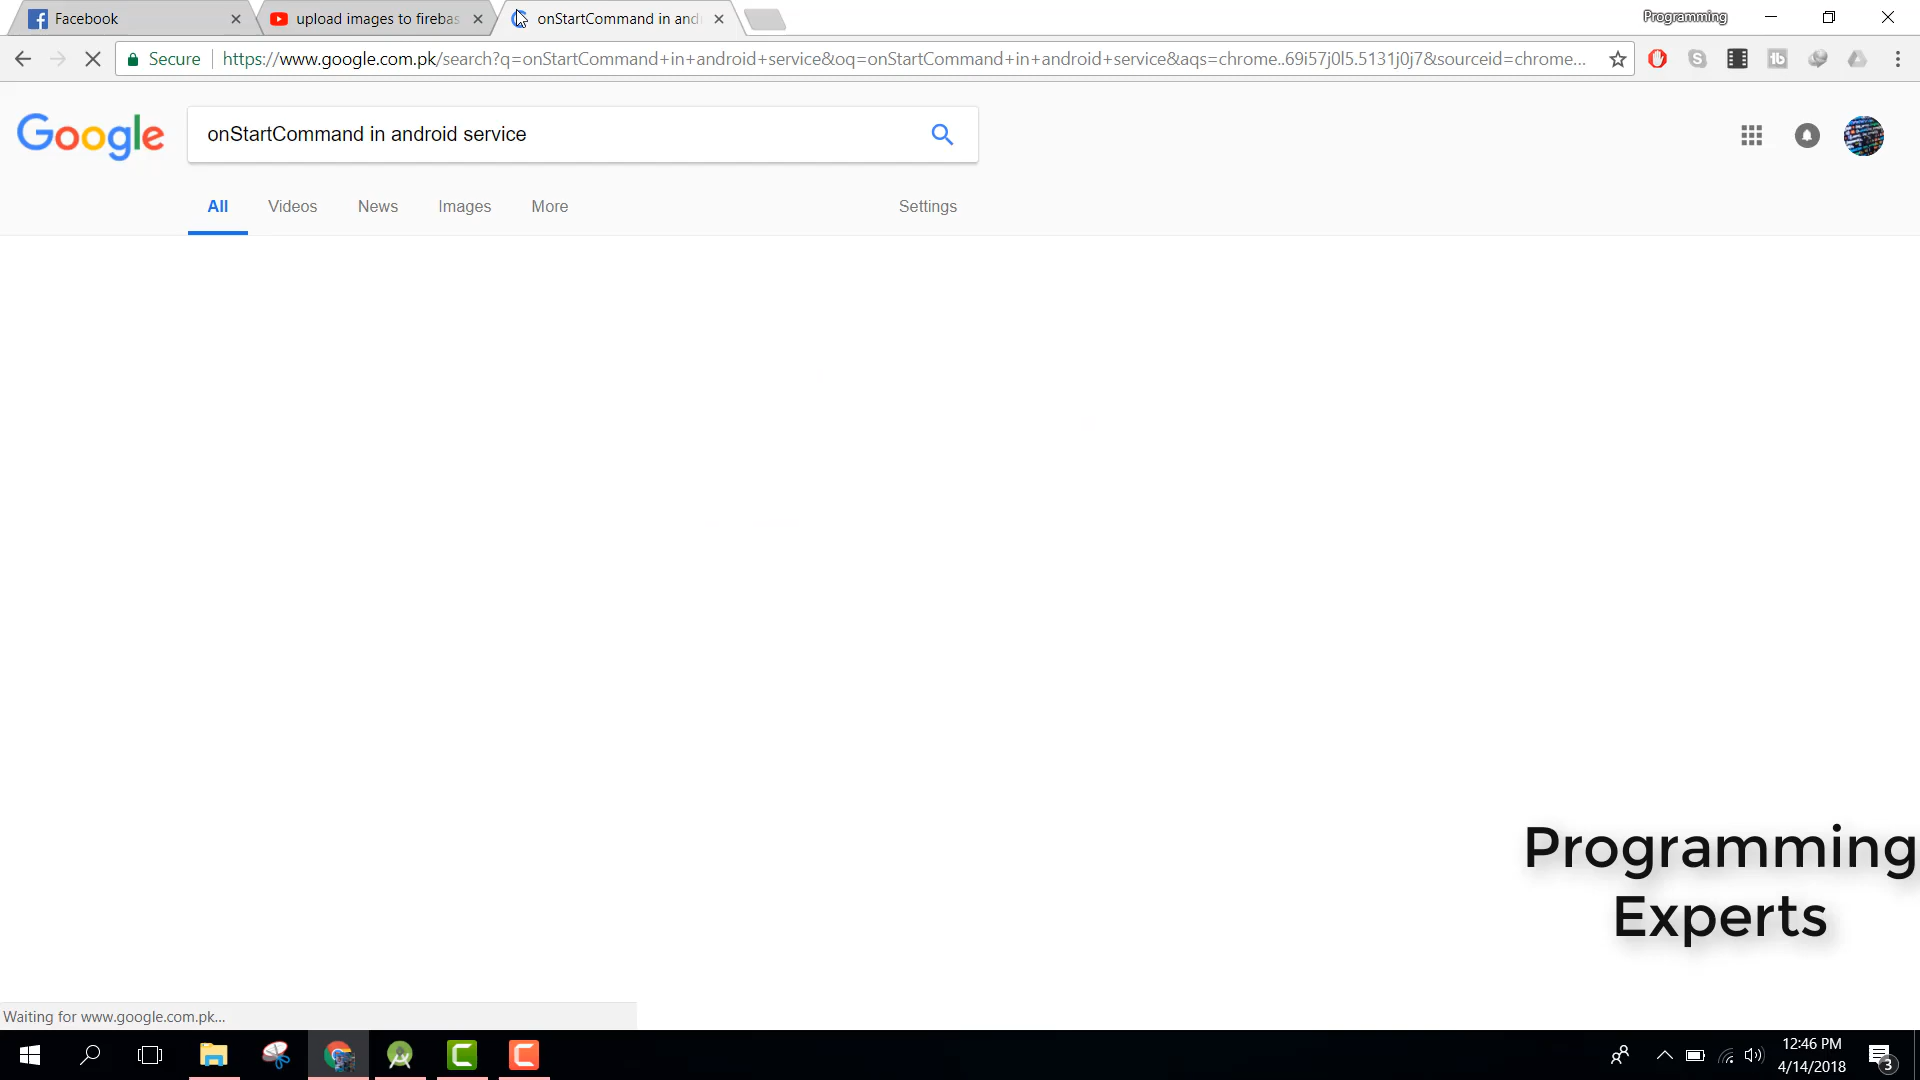 Facebook
upload images to firebas
onStartCommand in and
Programming
Secure
https://www.google.com.pk/search?q=onStartCommand+in+android+service&oq=onStartCommand+in+android+service&aqs=chrome..69i57j0l5.5131j0j7&sourceid=chrome...
Google
onStartCommand in android service
All
Videos
News
Images
More
Settings
Programming
Experts
Waiting for www.google.com.pk...
12:46 PM
4/14/2018
3